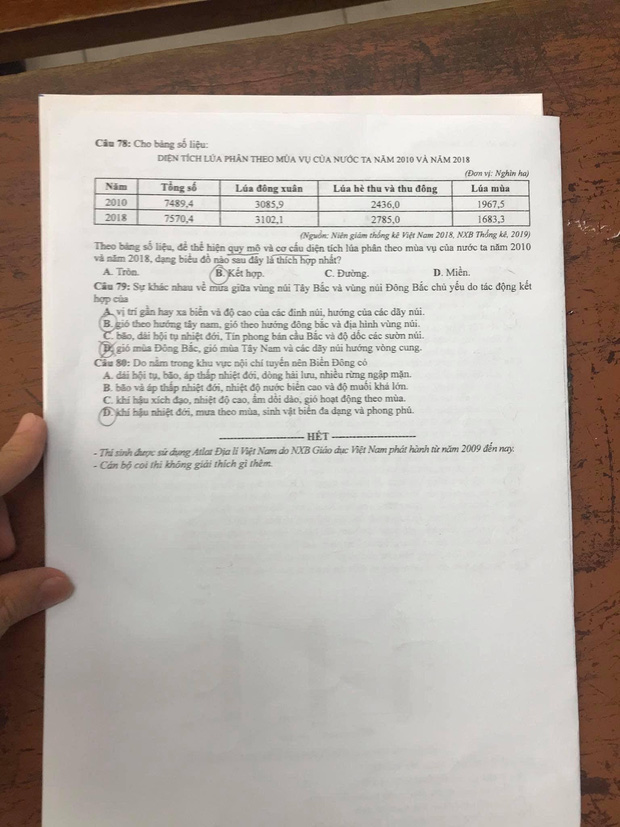 Câu 78: Cho bảng số liệu:
DIỆN TÍCH LÚA PHÂN THEO MÙA VỤ CỦA NƯỚC TA NĂM 2010 VÀ NĂM 2018
(Đơn vị: Nghìn ha)
Năm Tổng số Lúa đông xuân Lúa hè thu và thu đông Lúa mùa
2010 7489,4 3085,9 2436,0 1967,5
2018 7570,4 3102,1 2785,0 1683,3
(Nguồn: Niên giám thống kê Việt Nam 2018, NXB Thống kê, 2019)
Theo bảng số liệu, để thể hiện quy mô và cơ cấu diện tích lúa phân theo mùa vụ của nước ta năm 2010
và năm 2018, dạng biểu đồ nào sau đây là thích hợp nhất?
A. Tròn. B. Kết hợp. C. Đường. D. Miền.
Câu 79: Sự khác nhau về mưa giữa vùng núi Tây Bắc và vùng núi Đông Bắc chủ yếu do tác động kết
hợp của
A. vị trí gần hay xa biển và độ cao của các đỉnh núi, hướng của các dãy núi.
B. gió theo hướng tây nam, gió theo hướng đông bắc và địa hình vùng núi.
C. bão, dải hội tụ nhiệt đới, Tín phong bán cầu Bắc và độ dốc các sườn núi.
D. gió mùa Đông Bắc, gió mùa Tây Nam và các dãy núi hướng vòng cung.
Câu 80: Do nằm trong khu vực nội chí tuyến nên Biển Đông có
A. dải hội tụ, bão, áp thấp nhiệt đới, dòng hải lưu, nhiều rừng ngập mặn.
B. bão và áp thấp nhiệt đới, nhiệt độ nước biển cao và độ muối khá lớn.
C. khí hậu xích đạo, nhiệt độ cao, ẩm dồi dào, gió hoạt động theo mùa.
D. khí hậu nhiệt đới, mưa theo mùa, sinh vật biển đa dạng và phong phú.
------------------------ HẾT ------------------------
- Thí sinh được sử dụng Atlat Địa lí Việt Nam do NXB Giáo dục Việt Nam phát hành từ năm 2009 đến nay.
- Cán bộ coi thi không giải thích gì thêm.